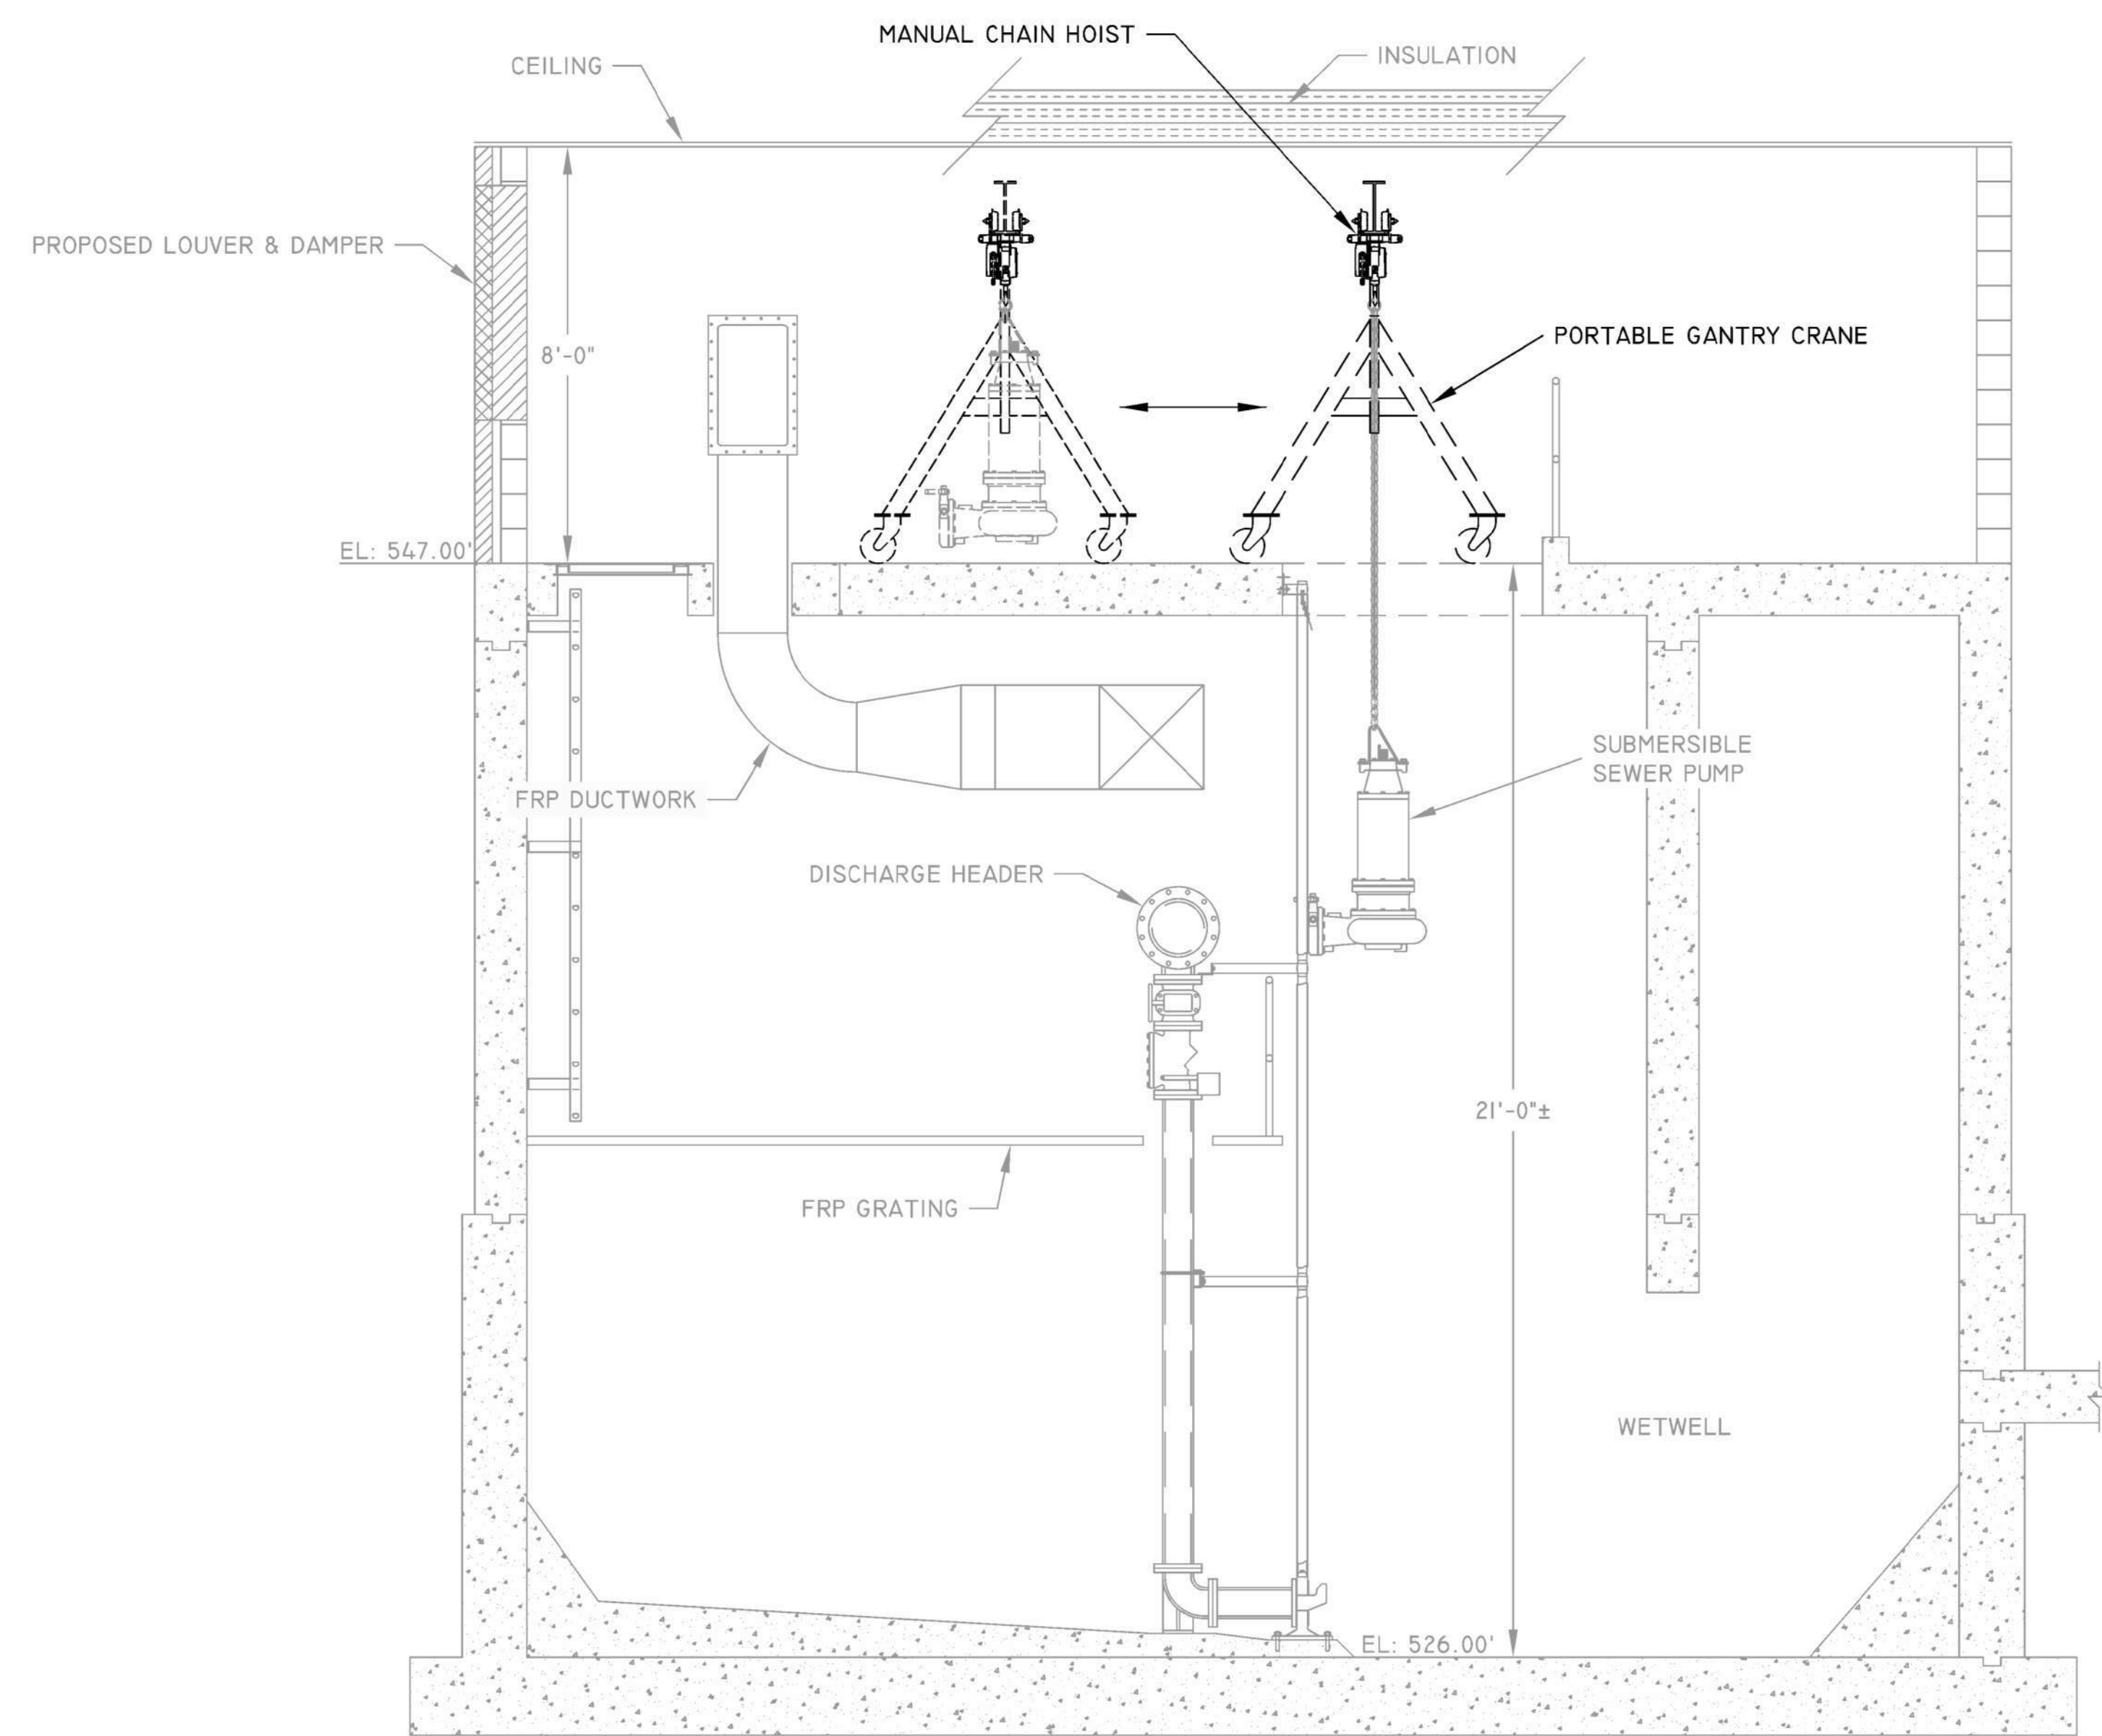 MANUAL CHAIN HOIST
INSULATION
CEILING
PROPOSED LOUVER & DAMPER
PORTABLE GANTRY CRANE
8'-0"
EL: 547.00'
SUBMERSIBLE
SEWER PUMP
FRP DUCTWORK
DISCHARGE HEADER
21'-0"±
FRP GRATING
WETWELL
EL: 526.00'